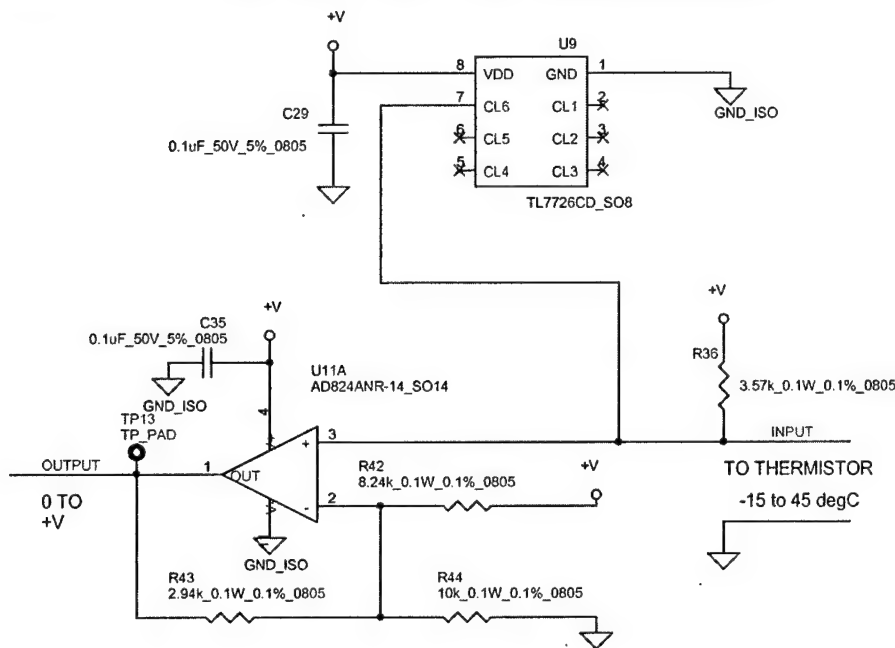 +V
U9
8
VDD
GND
1
7
CL6
CL1
2
C29
0.1uF_50V_5%_0805
6
CL5
CL2
3
5
CL4
CL3
4
GND_ISO
TL7726CD_SO8
+V
+V
C35
0.1uF_50V_5%_0805
U11A
AD824ANR-14_SO14
R36
3.57k_0.1W_0.1%_0805
GND_ISO
4
TP13
TP_PAD
+
3
INPUT
OUTPUT
1
OUT
R42
8.24k_0.1W_0.1%_0805
+V
TO THERMISTOR
0 TO
+V
-
2
-15 to 45 degC
GND_ISO
R43
2.94k_0.1W_0.1%_0805
R44
10k_0.1W_0.1%_0805